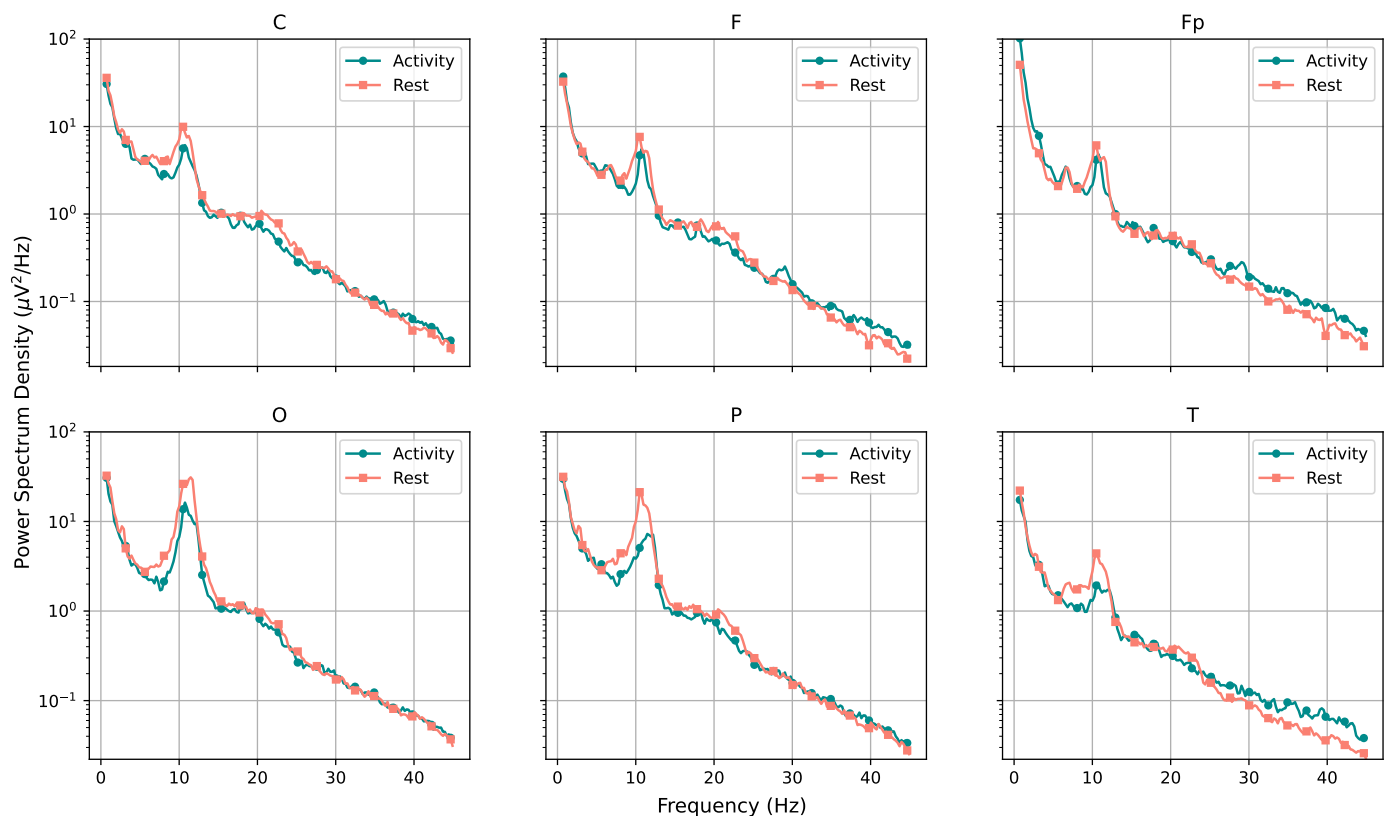 C
F
Fp
10²
10¹
10⁰
10⁻¹
Activity
Rest
Activity
Rest
Activity
Rest
Power Spectrum Density (μV²/Hz)
O
P
T
10²
10¹
10⁰
10⁻¹
Activity
Rest
Activity
Rest
Activity
Rest
0 10 20 30 40
0 10 20 30 40
0 10 20 30 40
Frequency (Hz)